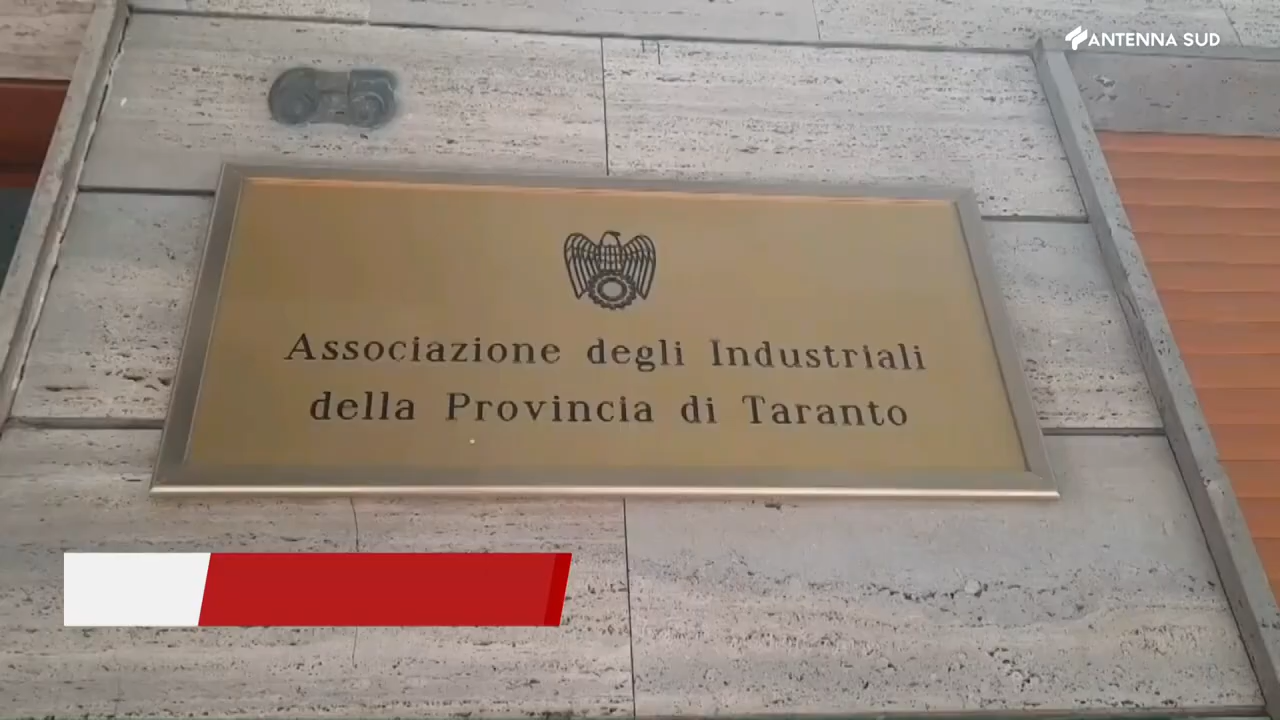 ANTENNA SUD
Associazione degli Industriali
della Provincia di Taranto